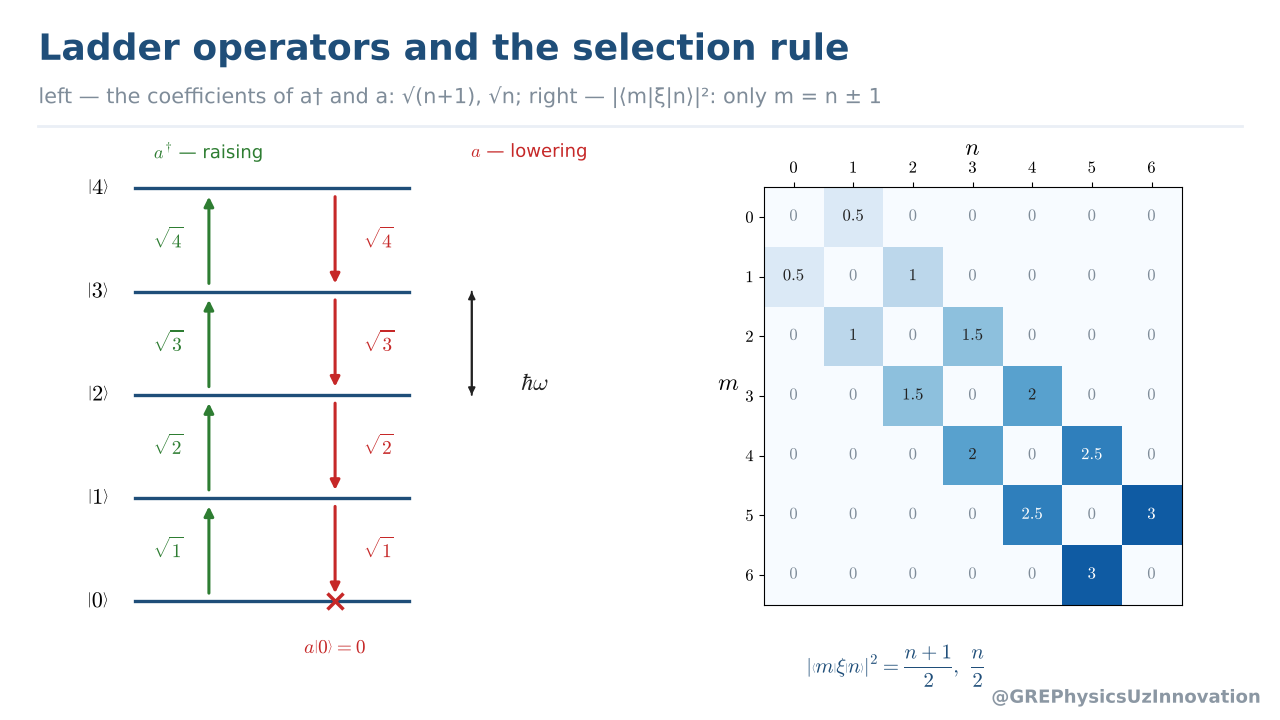 Ladder operators and the selection rule
left — the coefficients of a† and a: √(n+1), √n; right — |⟨m|ξ|n⟩|²: only m = n ± 1
a† — raising
a — lowering
|4⟩
√4
√4
|3⟩
√3
√3
ħω
|2⟩
√2
√2
|1⟩
√1
√1
|0⟩
a|0⟩ = 0
n
0 1 2 3 4 5 6
m
0 0 0.5 0 0 0 0 0
1 0.5 0 1 0 0 0 0
2 0 1 0 1.5 0 0 0
3 0 0 1.5 0 2 0 0
4 0 0 0 2 0 2.5 0
5 0 0 0 0 2.5 0 3
6 0 0 0 0 0 3 0
|⟨m|ξ|n⟩|² = (n + 1)/2, n/2
@GREPhysicsUzInnovation